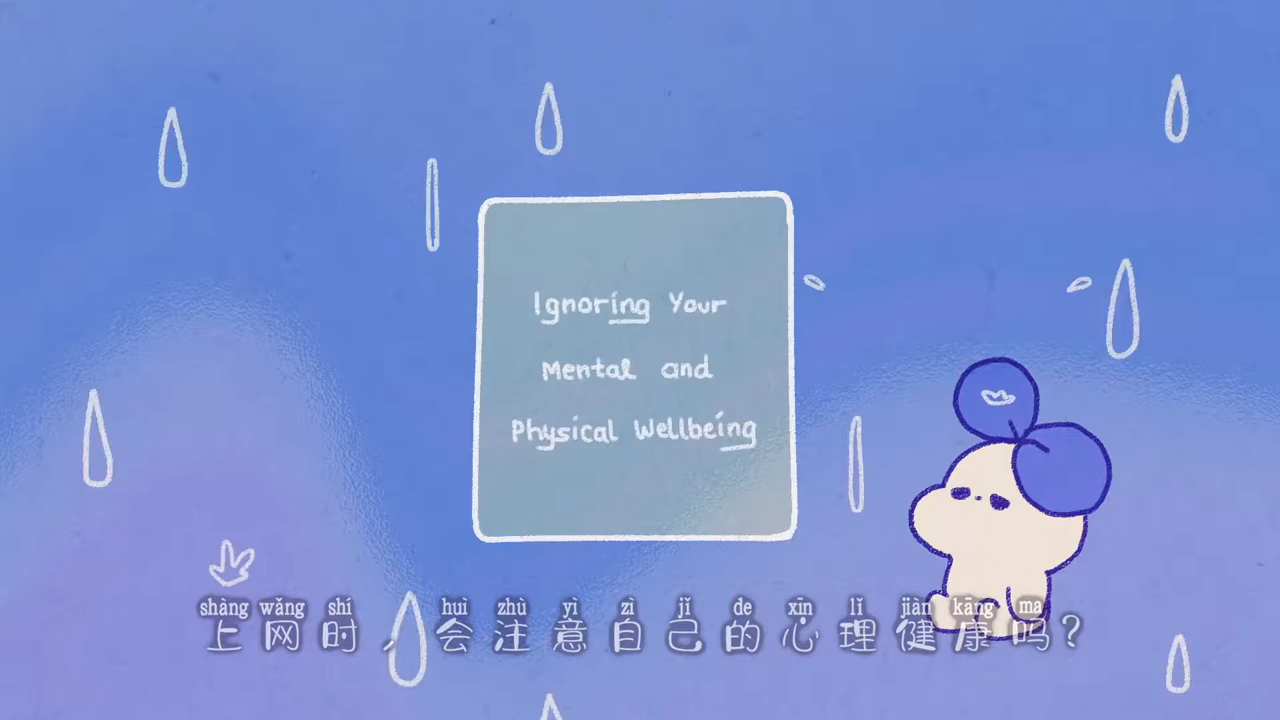 Ignoring Your
Mental and
Physical Wellbeing
shàng wǎng shí huì zhù yì zì jǐ de xīn lǐ jiàn kāng ma
上网时，会注意自己的心理健康吗？